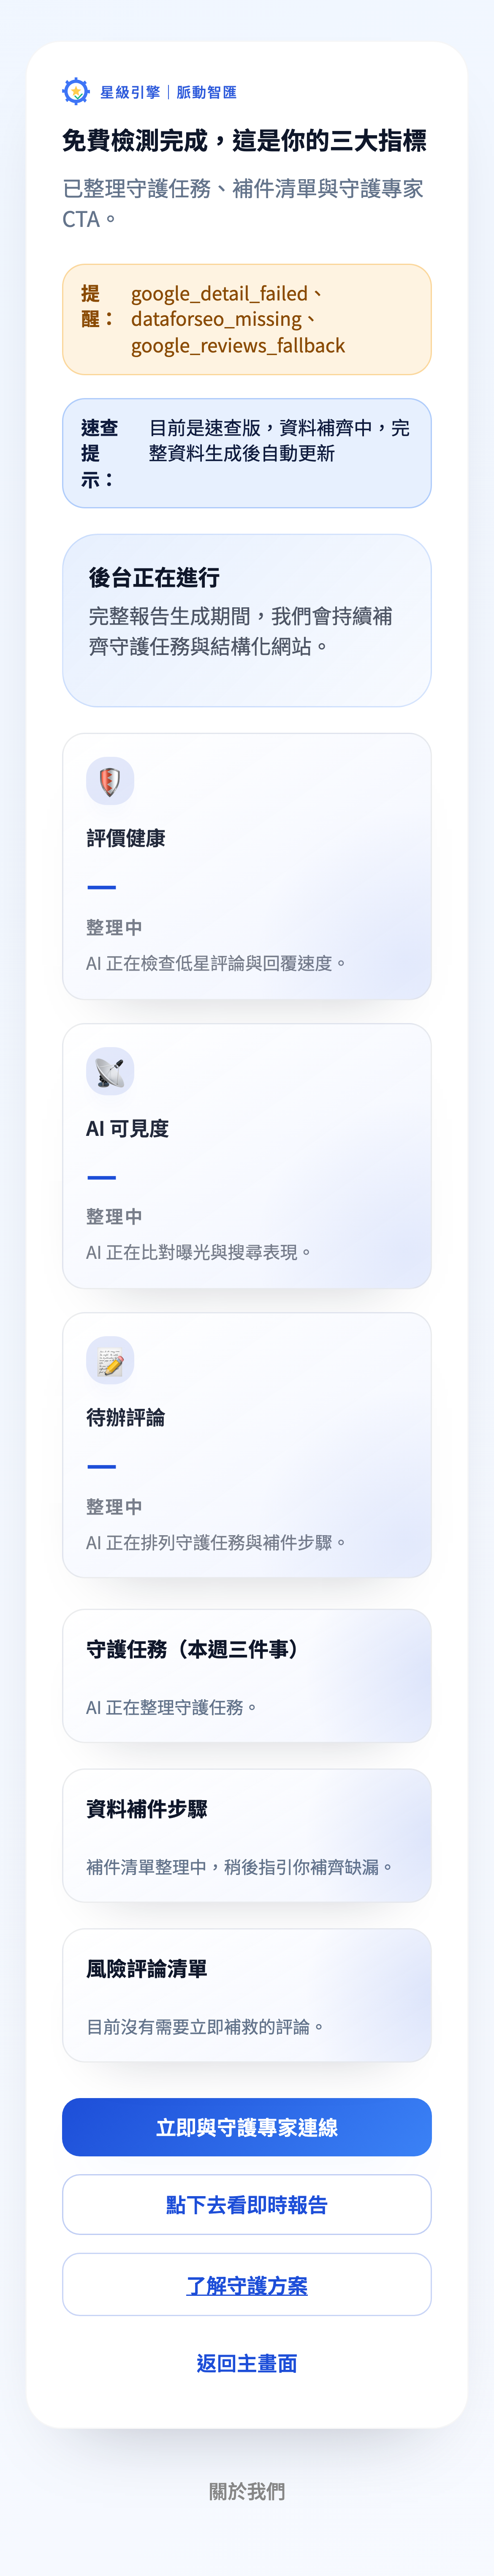 星級引擎｜脈動智匯
免費檢測完成，這是你的三大指標
已整理守護任務、補件清單與守護專家
CTA。
提
醒：
google_detail_failed、
dataforseo_missing、
google_reviews_fallback
速查
提
示：
目前是速查版，資料補齊中，完
整資料生成後自動更新
後台正在進行
完整報告生成期間，我們會持續補
齊守護任務與結構化網站。
評價健康
—
整理中
AI 正在檢查低星評論與回覆速度。
AI 可見度
—
整理中
AI 正在比對曝光與搜尋表現。
待辦評論
—
整理中
AI 正在排列守護任務與補件步驟。
守護任務（本週三件事）
AI 正在整理守護任務。
資料補件步驟
補件清單整理中，稍後指引你補齊缺漏。
風險評論清單
目前沒有需要立即補救的評論。
立即與守護專家連線
點下去看即時報告
了解守護方案
返回主畫面
關於我們